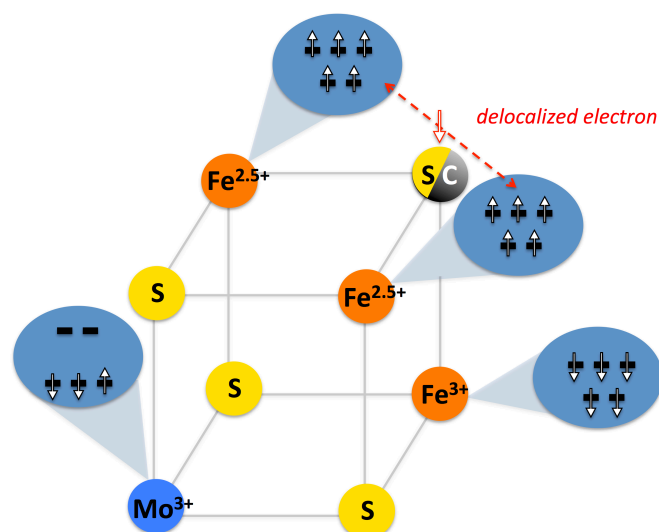 delocalized electron
Fe2.5+
S C
S
Fe2.5+
S
Fe3+
Mo3+
S